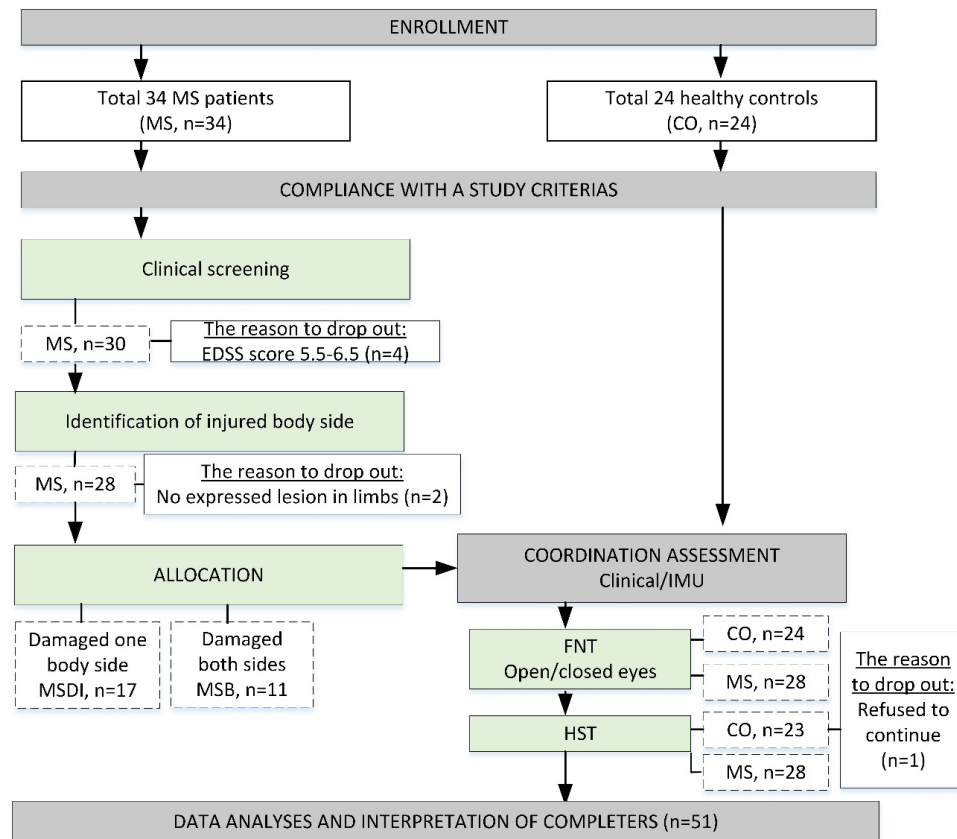 ENROLLMENT
Total 34 MS patients
(MS, n=34)
Total 24 healthy controls
(CO, n=24)
COMPLIANCE WITH A STUDY CRITERIAS
Clinical screening
MS, n=30
The reason to drop out:
EDSS score 5.5-6.5 (n=4)
Identification of injured body side
MS, n=28
The reason to drop out:
No expressed lesion in limbs (n=2)
ALLOCATION
Damaged one
body side
MSDI, n=17
Damaged
both sides
MSB, n=11
COORDINATION ASSESSMENT
Clinical/IMU
FNT
Open/closed eyes
CO, n=24
MS, n=28
HST
CO, n=23
MS, n=28
The reason
to drop out:
Refused to
continue
(n=1)
DATA ANALYSES AND INTERPRETATION OF COMPLETERS (n=51)